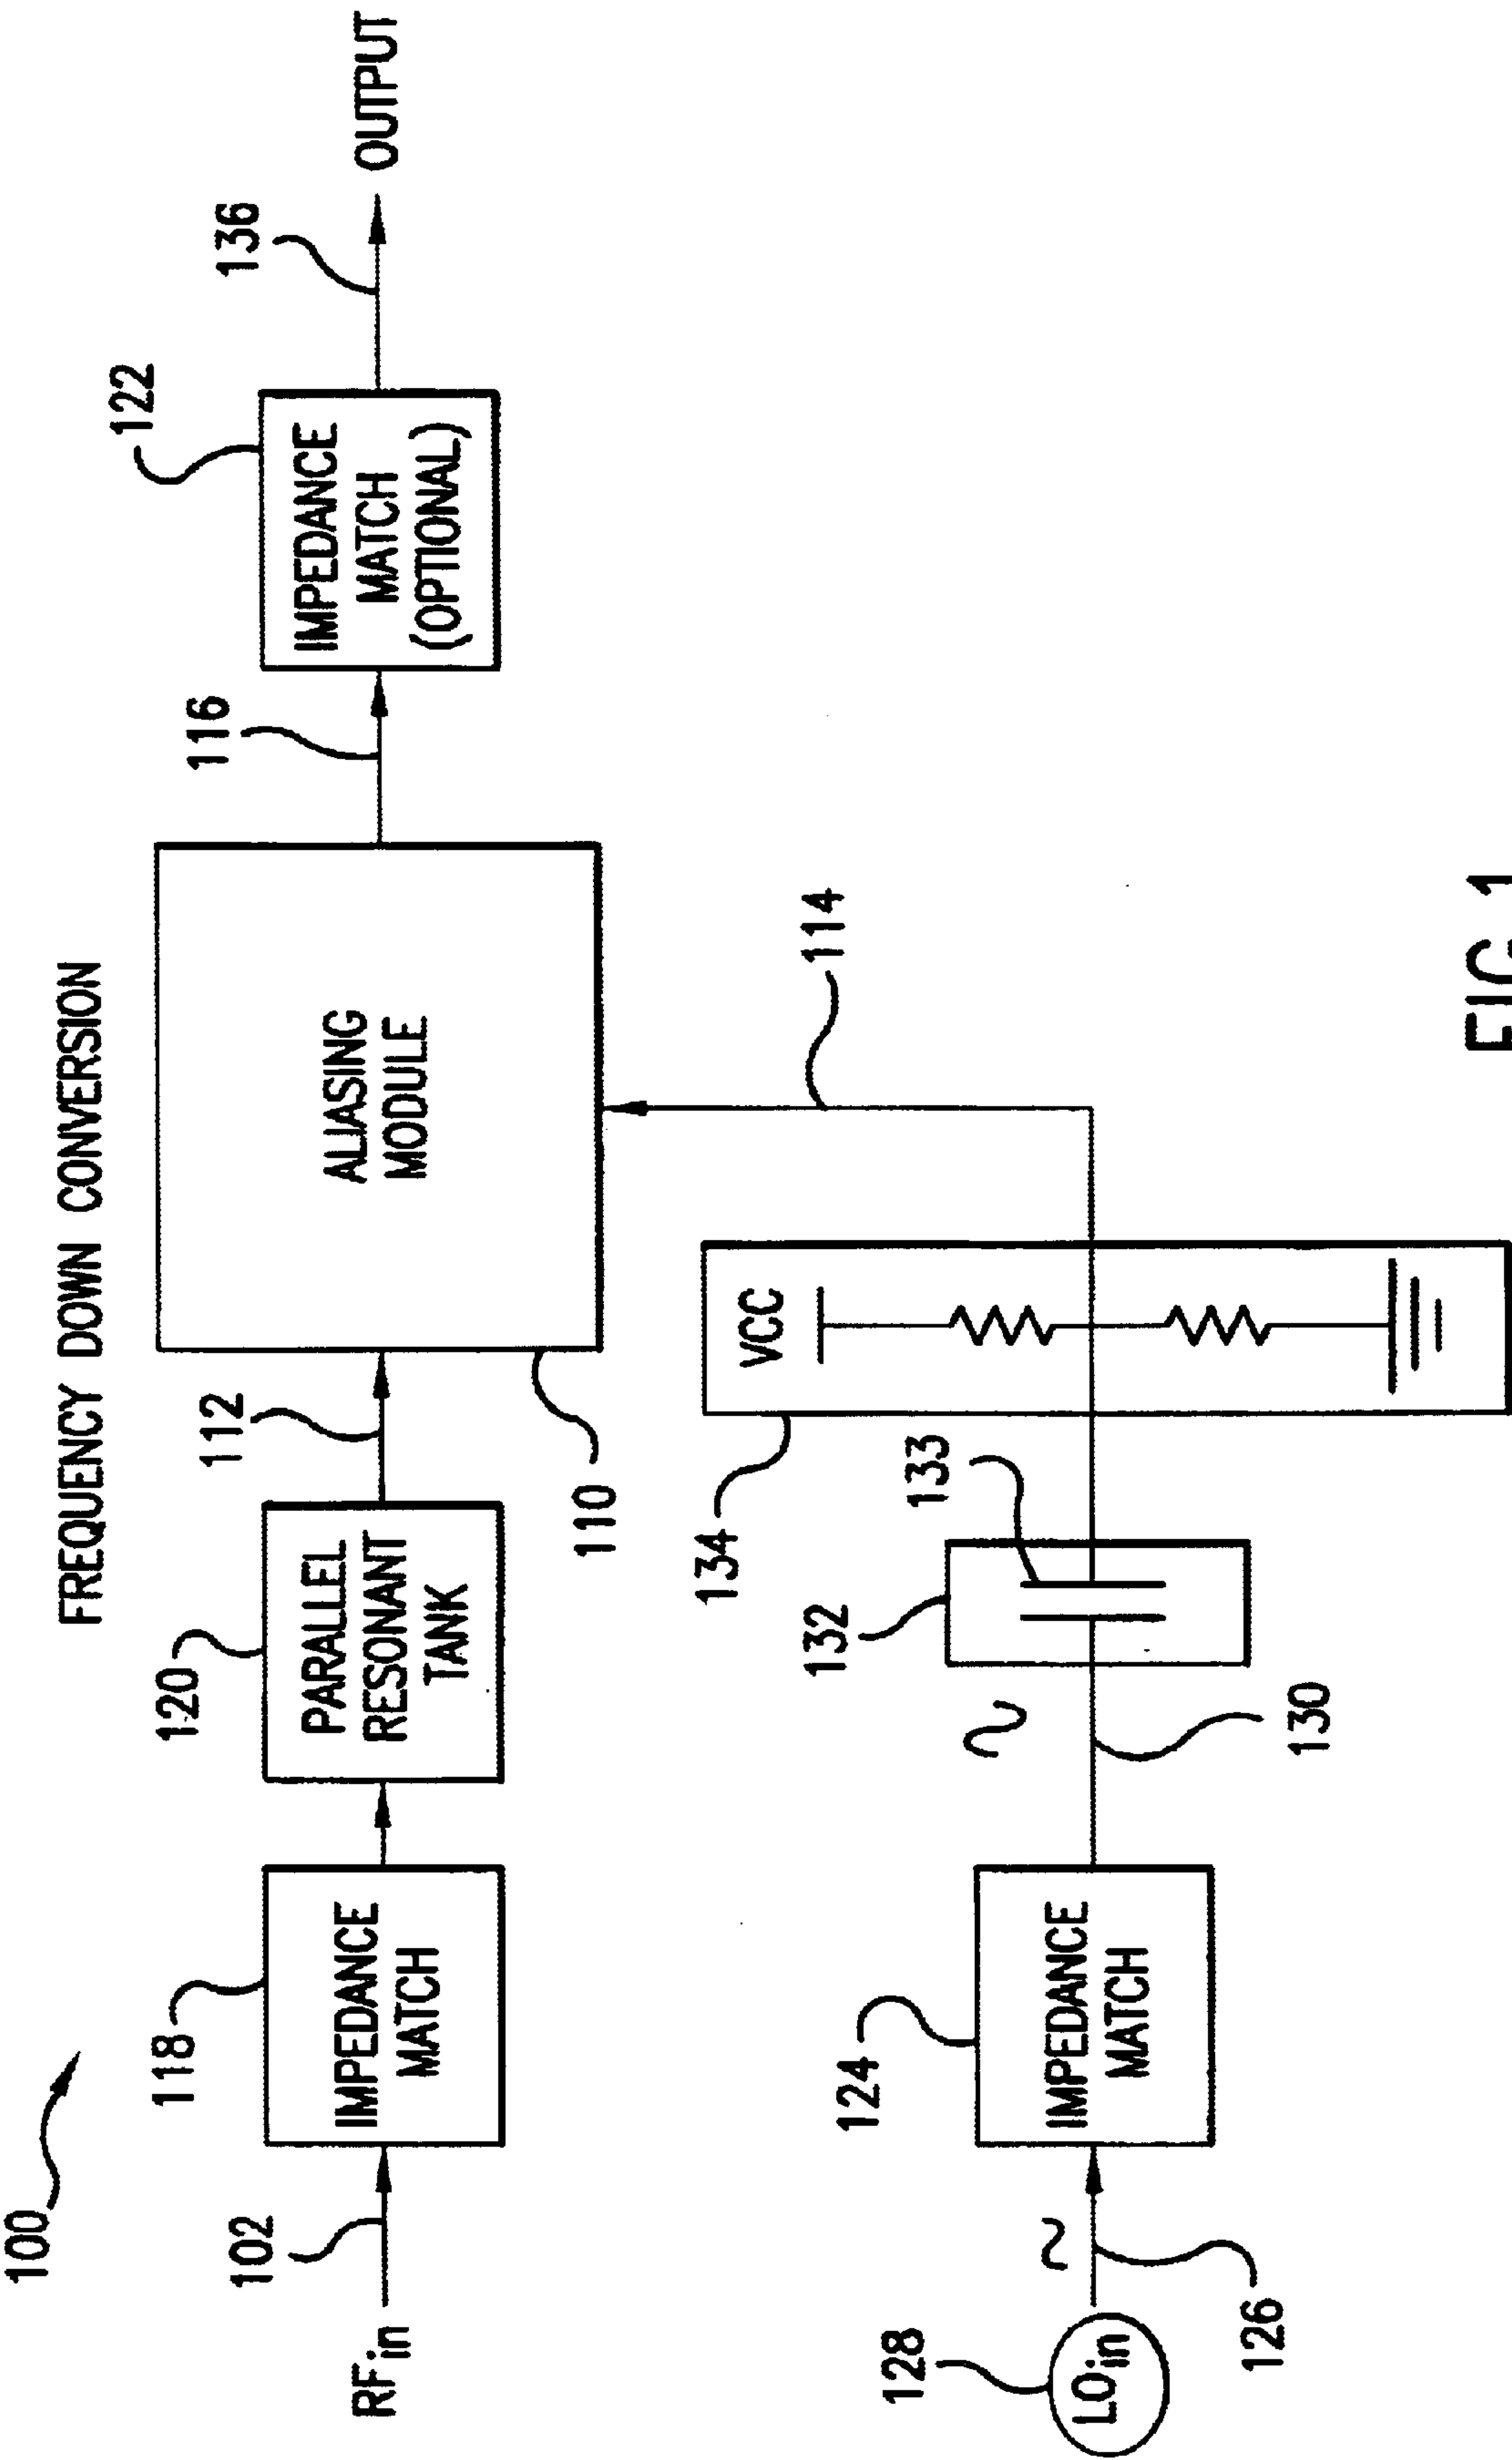 FREQUENCY DOWN CONVERSION
100
102
RFin
118
IMPEDANCE
MATCH
120
PARALLEL
RESONANT
TANK
112
110
ALIASING
MODULE
116
122
IMPEDANCE
MATCH
(OPTIONAL)
136
OUTPUT
128
LOin
126
124
IMPEDANCE
MATCH
130
132
133
134
VCC
114
FIG.1